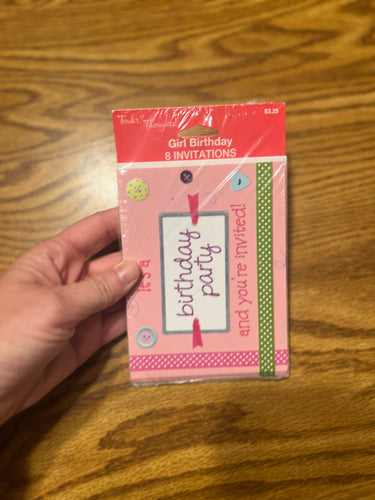 Tender Thoughts
$3.25
Girl Birthday
8 INVITATIONS
it's a
birthday
party
and you're invited!